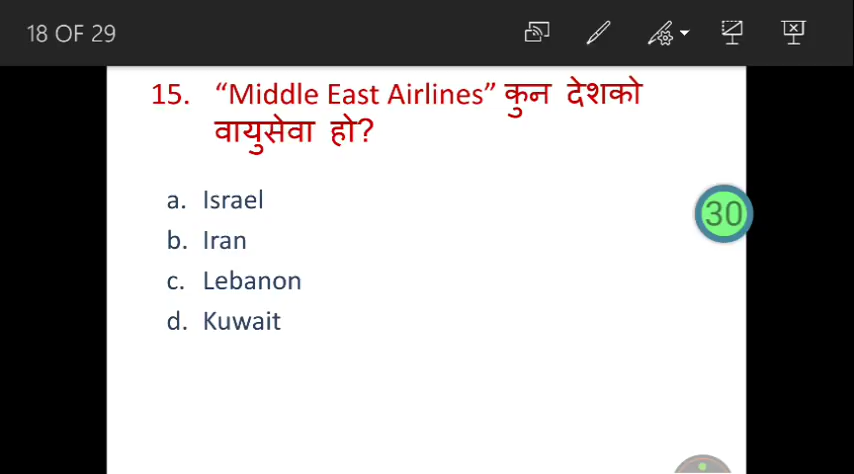 18 OF 29
15. “Middle East Airlines” कुन देशको
वायुसेवा हो?
a. Israel
b. Iran
c. Lebanon
d. Kuwait
30